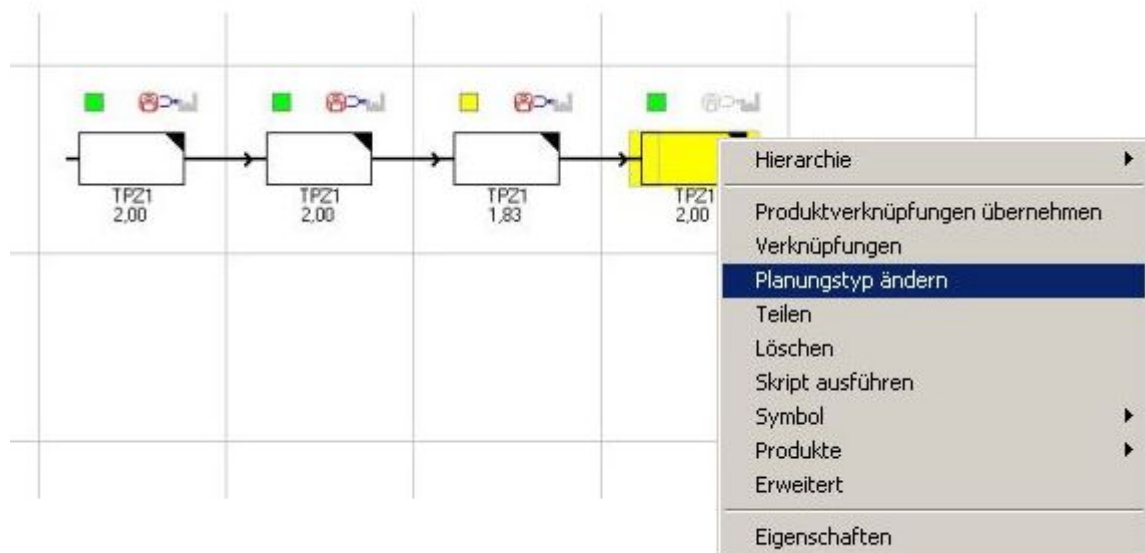 TPZ1
2,00
TPZ1
2,00
TPZ1
1,83
TPZ1
2,00
Hierarchie
Produktverknüpfungen übernehmen
Verknüpfungen
Planungstyp ändern
Teilen
Löschen
Skript ausführen
Symbol
Produkte
Erweitert
Eigenschaften